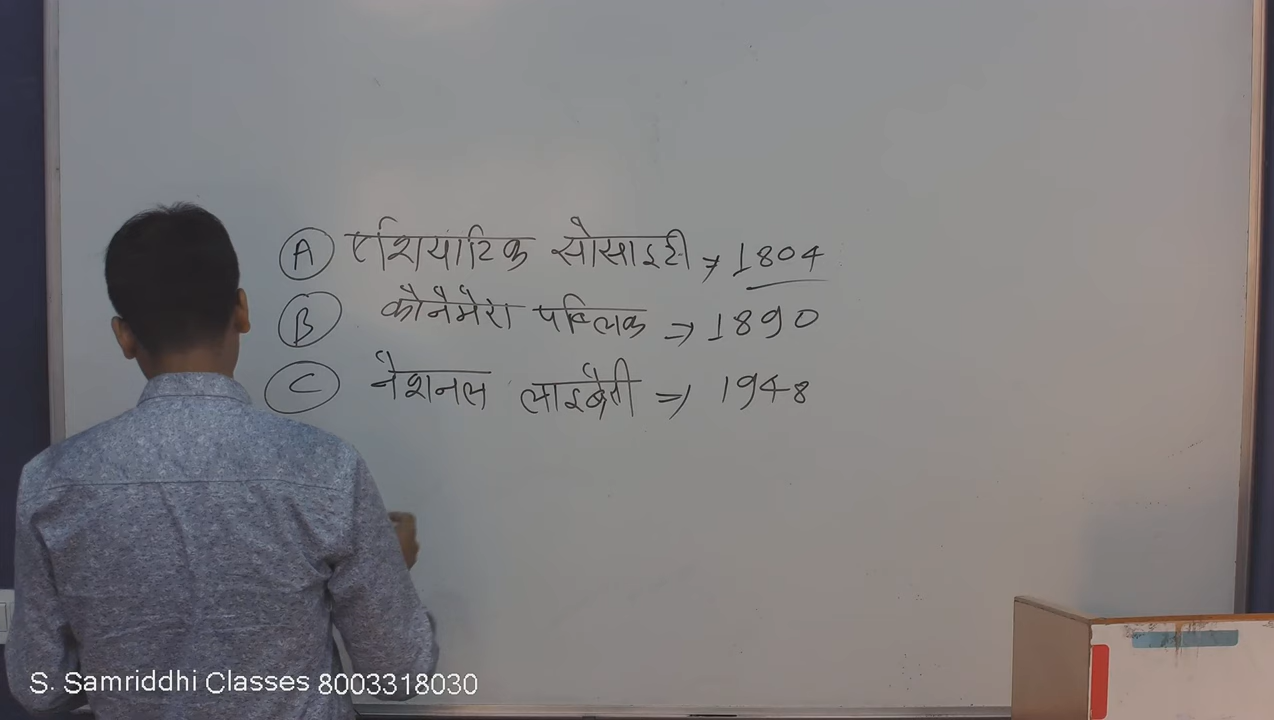 A एशियाटिक सोसाइटी → 1804
B कौनैमेरा पब्लिक ⇒ 1890
C नैशनल लाइब्रैरी ⇒ 1948
S. Samriddhi Classes 8003318030